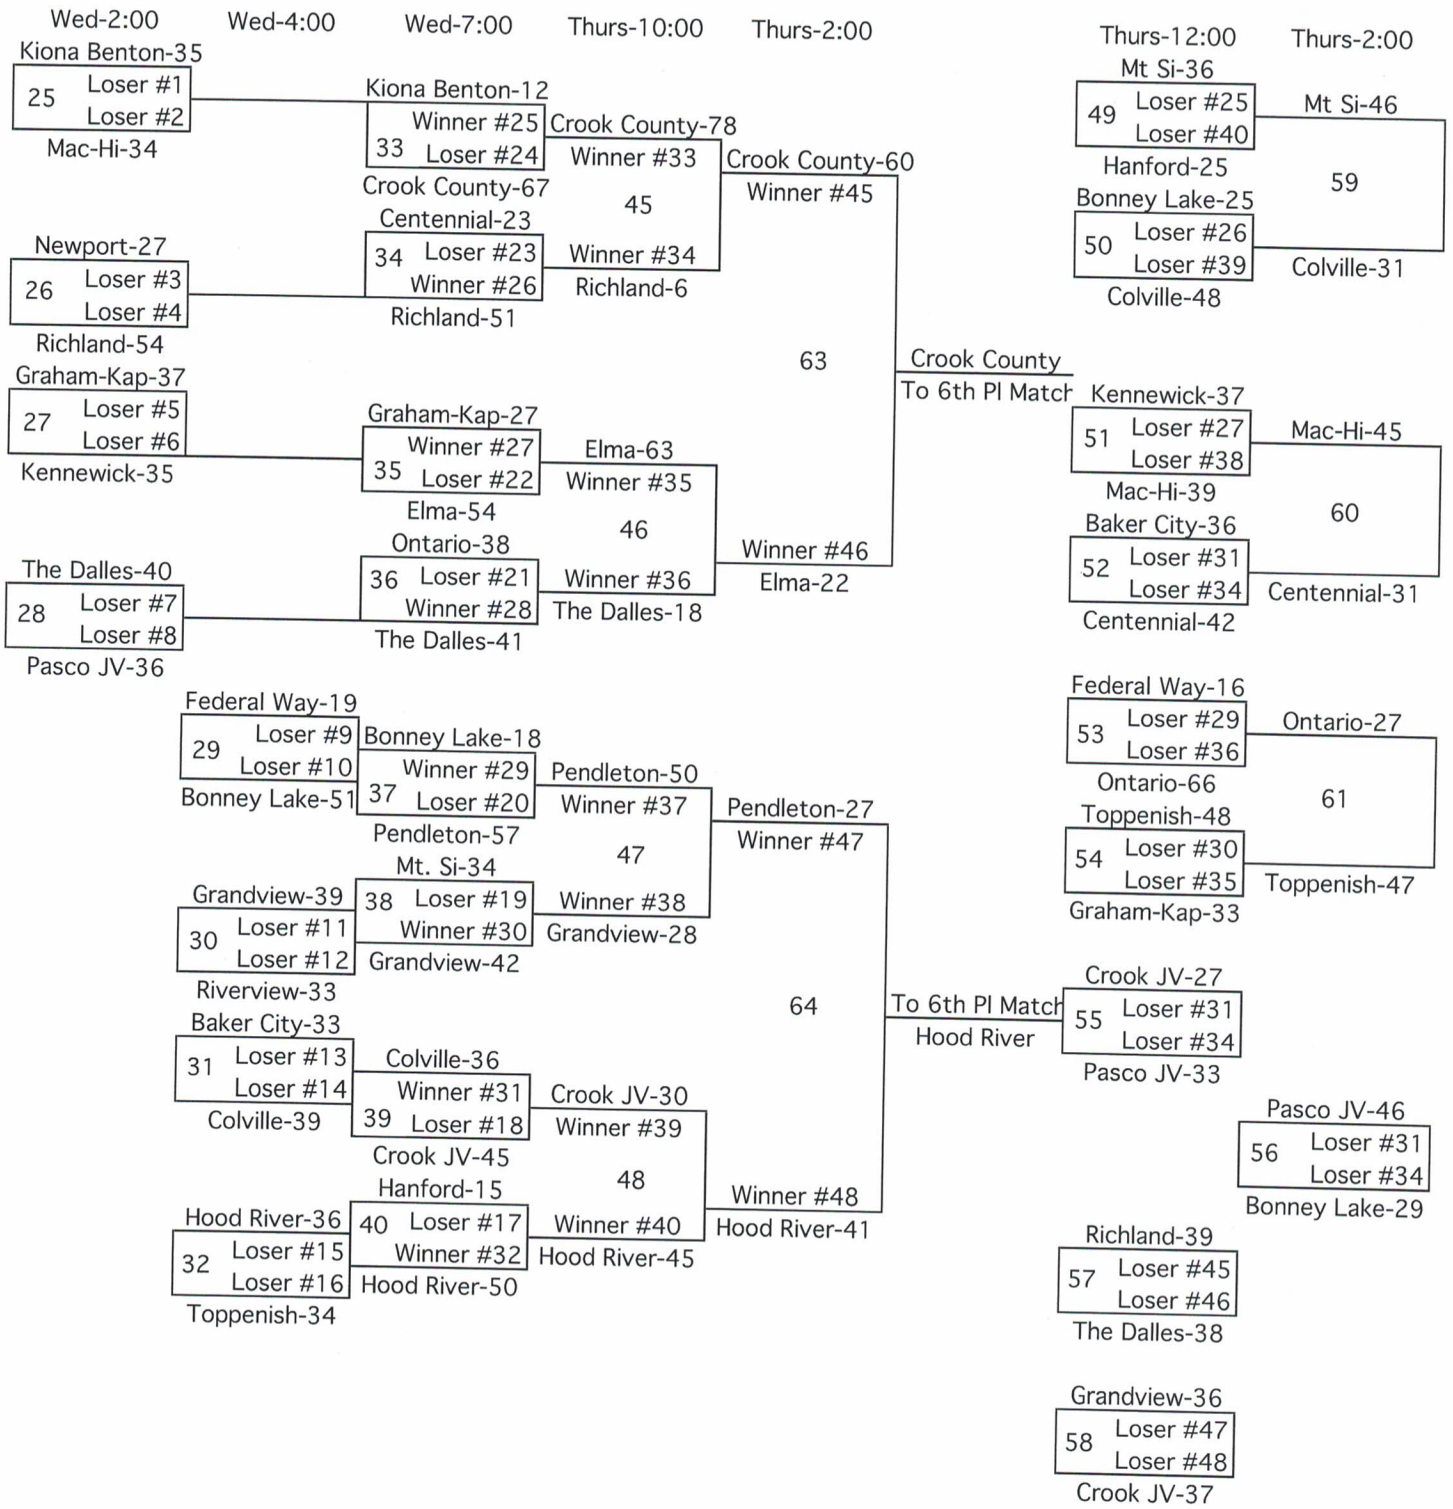 Wed-2:00 Wed-4:00 Wed-7:00 Thurs-10:00 Thurs-2:00 Thurs-12:00 Thurs-2:00
Kiona Benton-35
25
Loser #1
Loser #2
Mac-Hi-34
Newport-27
26
Loser #3
Loser #4
Richland-54
Graham-Kap-37
27
Loser #5
Loser #6
Kennewick-35
The Dalles-40
28
Loser #7
Loser #8
Pasco JV-36
Federal Way-19
29
Loser #9
Loser #10
Bonney Lake-51
Grandview-39
30
Loser #11
Loser #12
Riverview-33
Baker City-33
31
Loser #13
Loser #14
Colville-39
Hood River-36
32
Loser #15
Loser #16
Toppenish-34
Kiona Benton-12
Winner #25
33
Loser #24
Crook County-67
Centennial-23
34
Loser #23
Winner #26
Richland-51
Graham-Kap-27
Winner #27
35
Loser #22
Elma-54
Ontario-38
36
Loser #21
Winner #28
The Dalles-41
Bonney Lake-18
Winner #29
37
Loser #20
Pendleton-57
Mt. Si-34
38
Loser #19
Winner #30
Grandview-42
Colville-36
Winner #31
39
Loser #18
Crook JV-45
Hanford-15
40
Loser #17
Winner #32
Hood River-50
Crook County-78
Winner #33
45
Winner #34
Richland-6
Elma-63
Winner #35
46
Winner #36
The Dalles-18
Pendleton-50
Winner #37
47
Winner #38
Grandview-28
Crook JV-30
Winner #39
48
Winner #40
Hood River-45
Crook County-60
Winner #45
63
Winner #46
Elma-22
Pendleton-27
Winner #47
64
Winner #48
Hood River-41
Crook County
To 6th Pl Match
To 6th Pl Match
Hood River
Mt Si-36
49
Loser #25
Loser #40
Hanford-25
Bonney Lake-25
50
Loser #26
Loser #39
Colville-48
Kennewick-37
51
Loser #27
Loser #38
Mac-Hi-39
Baker City-36
52
Loser #31
Loser #34
Centennial-42
Federal Way-16
53
Loser #29
Loser #36
Ontario-66
Toppenish-48
54
Loser #30
Loser #35
Graham-Kap-33
Crook JV-27
55
Loser #31
Loser #34
Pasco JV-33
Richland-39
57
Loser #45
Loser #46
The Dalles-38
Grandview-36
58
Loser #47
Loser #48
Crook JV-37
Mt Si-46
59
Colville-31
Mac-Hi-45
60
Centennial-31
Ontario-27
61
Toppenish-47
Pasco JV-46
56
Loser #31
Loser #34
Bonney Lake-29